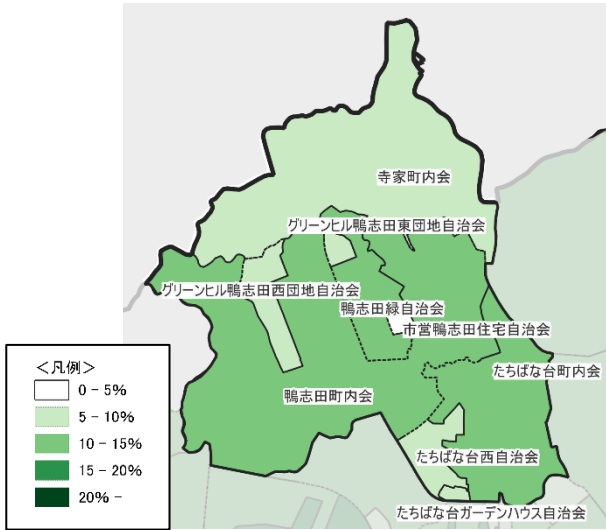 寺家町内会
グリーンヒル鴨志田東団地自治会
グリーンヒル鴨志田西団地自治会
鴨志田緑自治会
市営鴨志田住宅自治会
たちばな台町内会
鴨志田町内会
たちばな台西自治会
たちばな台ガーデンハウス自治会
＜凡例＞
0 - 5%
5 - 10%
10 - 15%
15 - 20%
20% -